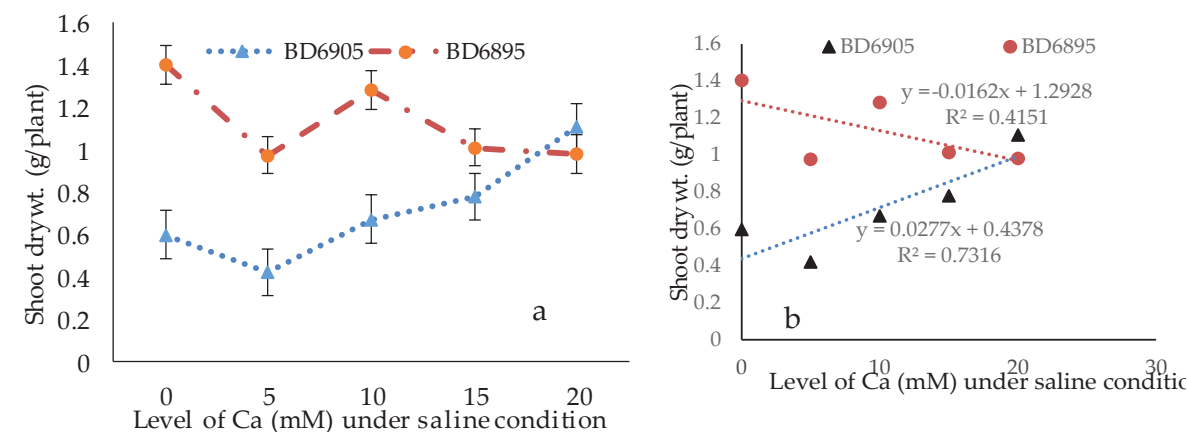 1.6
1.4
1.2
1
0.8
0.6
0.4
0.2
0
Shoot dry wt. (g/plant)
BD6905 BD6895
a
0 5 10 15 20
Level of Ca (mM) under saline condition
1.6
1.4
1.2
1
0.8
0.6
0.4
0.2
0
Shoot dry wt. (g/plant)
BD6905 BD6895
y = -0.0162x + 1.2928
R² = 0.4151
y = 0.0277x + 0.4378
R² = 0.7316
b
0 10 20 30
Level of Ca (mM) under saline conditio